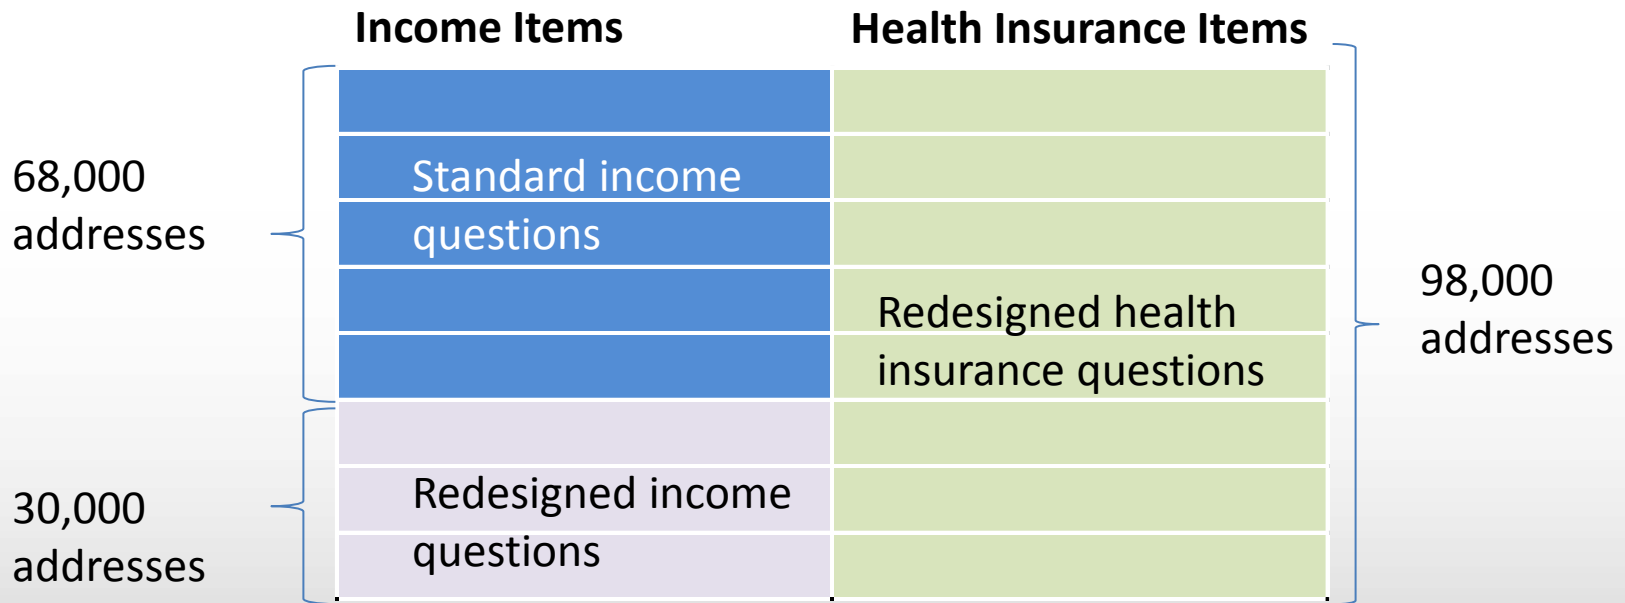 Income Items
Health Insurance Items
68,000
addresses
Standard income
questions
Redesigned health
insurance questions
98,000
addresses
30,000
addresses
Redesigned income
questions